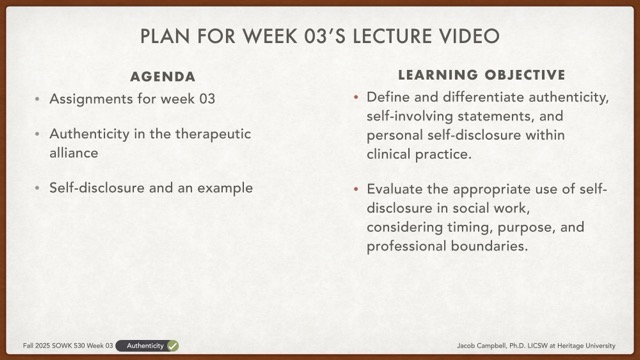 PLAN FOR WEEK 03'S LECTURE VIDEO
AGENDA
• Assignments for week 03
• Authenticity in the therapeutic
alliance
• Self-disclosure and an example
LEARNING OBJECTIVE
• Define and differentiate authenticity,
self-involving statements, and
personal self-disclosure within
clinical practice.
• Evaluate the appropriate use of self-
disclosure in social work,
considering timing, purpose, and
professional boundaries.
Fall 2025 SOWK 530 Week 03 Authenticity
Jacob Campbell, Ph.D. LICSW at Heritage University